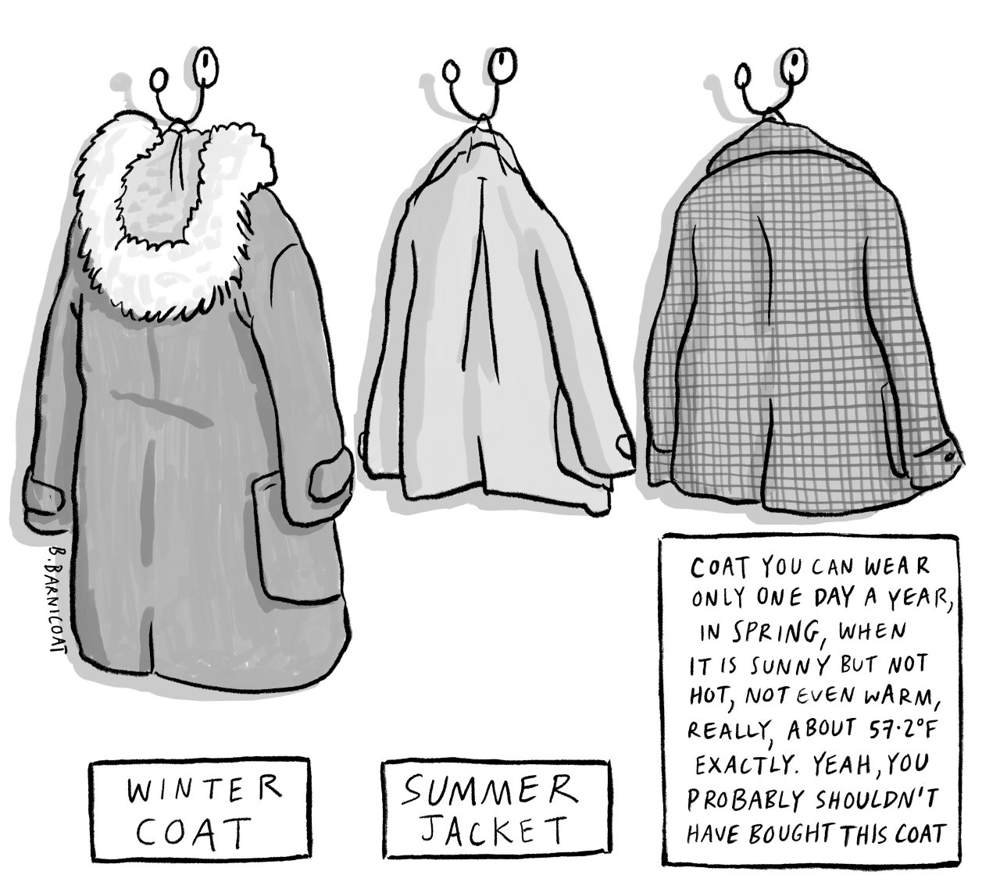 B. BARNICOAT
WINTER
COAT
SUMMER
JACKET
COAT YOU CAN WEAR
ONLY ONE DAY A YEAR,
IN SPRING, WHEN
IT IS SUNNY BUT NOT
HOT, NOT EVEN WARM,
REALLY, ABOUT 57·2°F
EXACTLY. YEAH, YOU
PROBABLY SHOULDN'T
HAVE BOUGHT THIS COAT